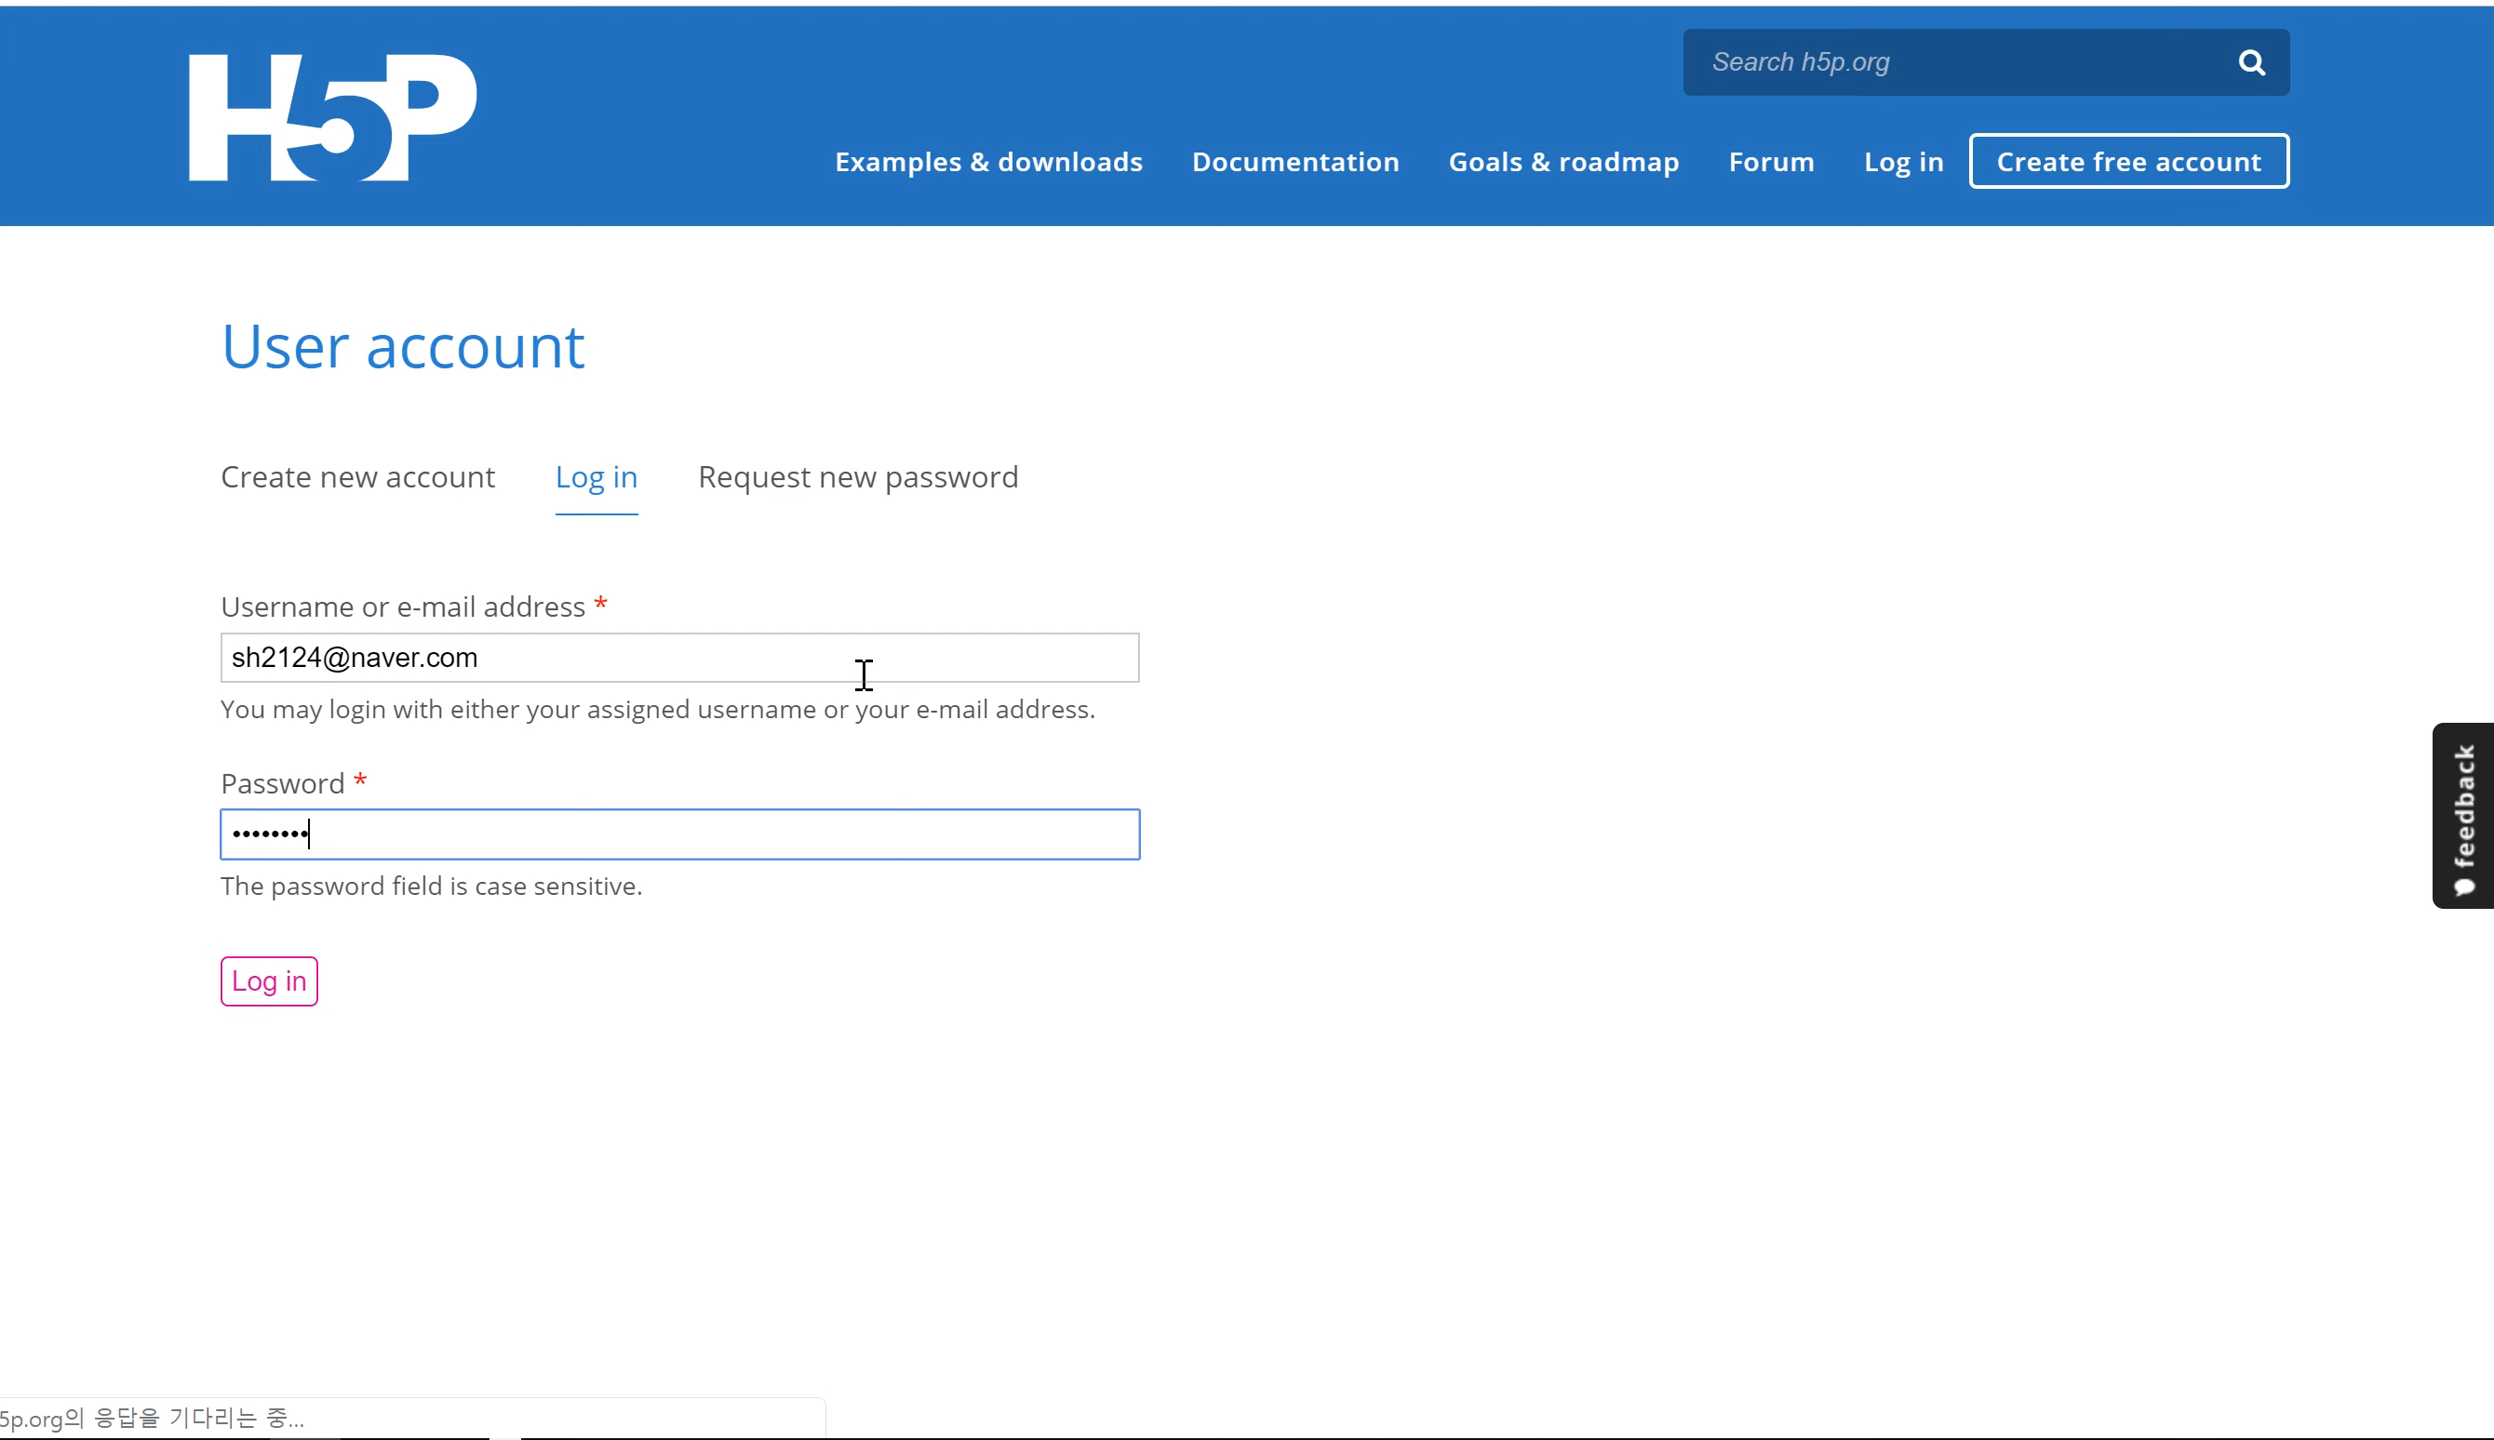 H5P
Search h5p.org
Examples & downloads Documentation Goals & roadmap Forum Log in Create free account
User account
Create new account Log in Request new password
Username or e-mail address *
sh2124@naver.com
You may login with either your assigned username or your e-mail address.
Password *
••••••••
The password field is case sensitive.
Log in
feedback
5p.org의 응답을 기다리는 중...